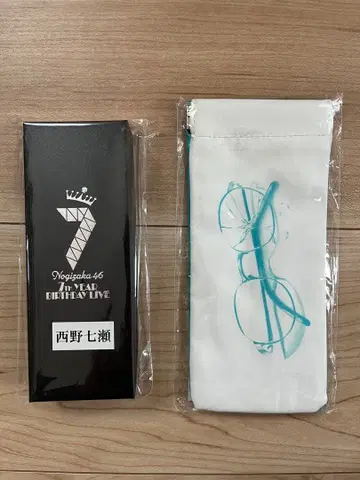 7
Nogizaka46
7TH YEAR
BIRTHDAY LIVE
西野七瀬